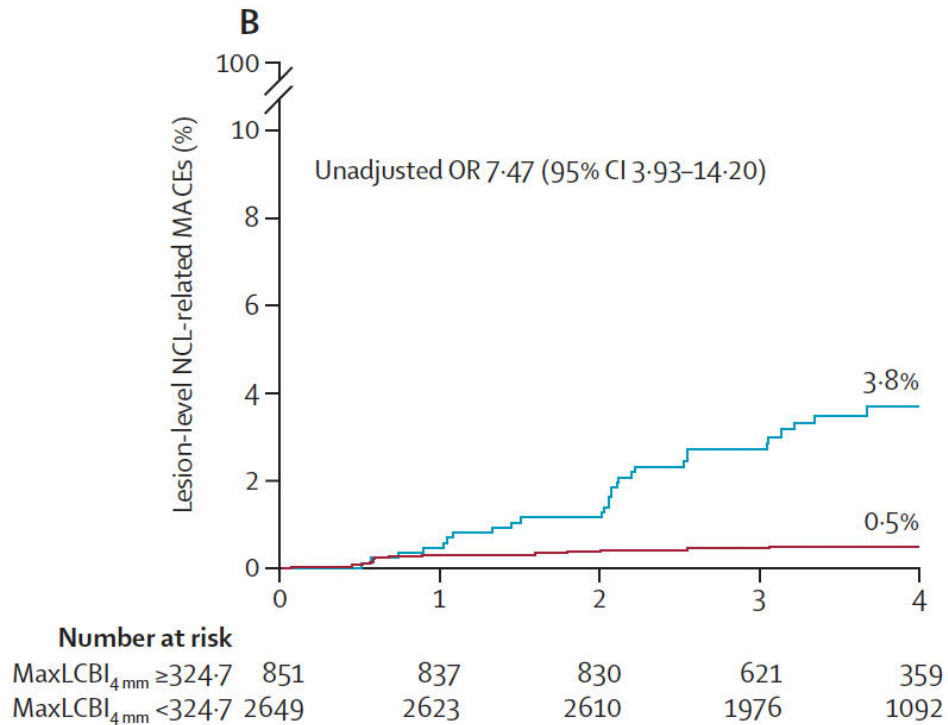 B
Lesion-level NCL-related MACEs (%)
100
10
8
6
4
2
0
Unadjusted OR 7·47 (95% CI 3·93–14·20)
3·8%
0·5%
0 1 2 3 4
Number at risk
MaxLCBI4 mm ≥324·7 851 837 830 621 359
MaxLCBI4 mm <324·7 2649 2623 2610 1976 1092